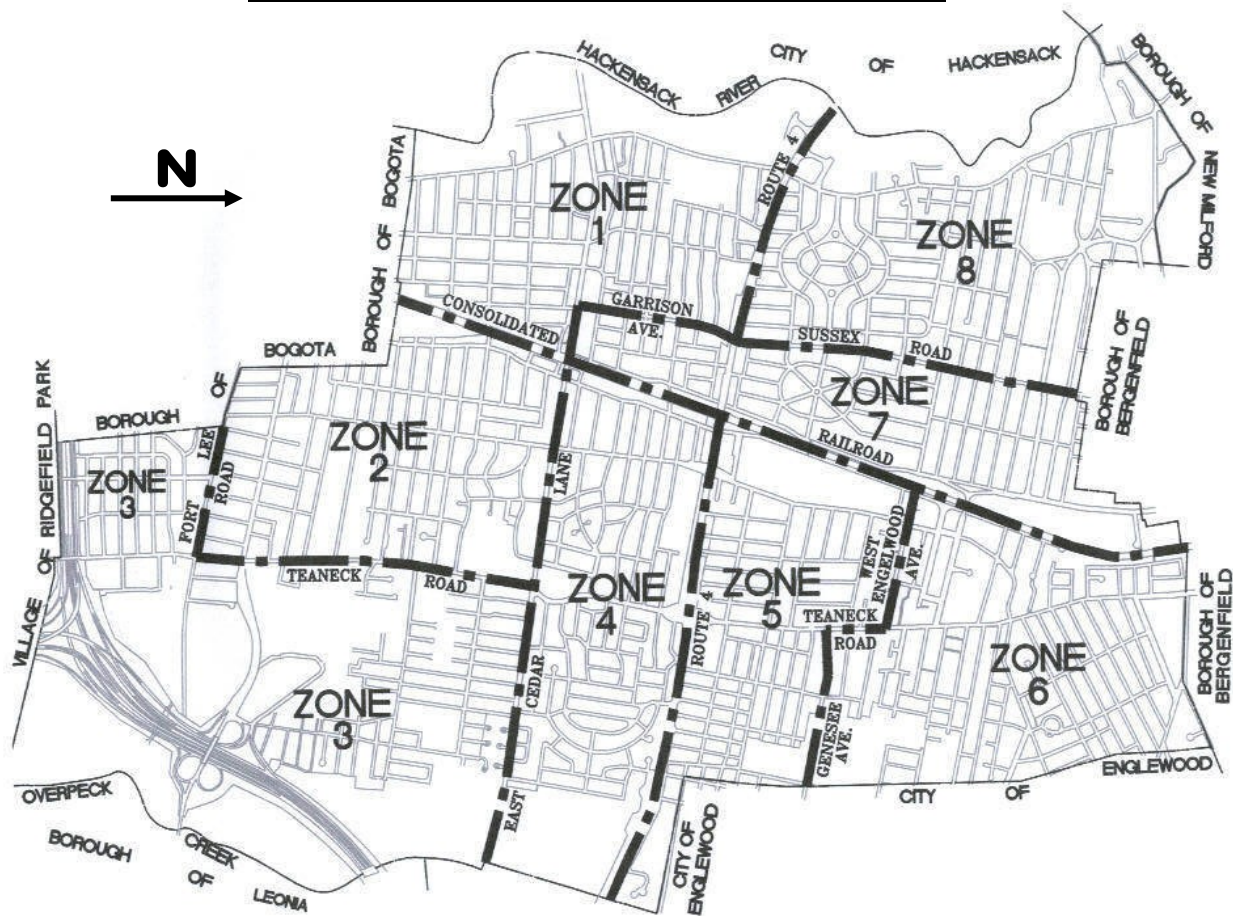 HACKENSACK
RIVER
CITY OF HACKENSACK
BOROUGH OF NEW MILFORD
N
BOROUGH OF BOGOTA
ZONE
1
ROUTE 4
ZONE
8
CONSOLIDATED
GARRISON
AVE.
SUSSEX
ROAD
BOROUGH OF
BERGENFIELD
BOROUGH OF BOGOTA
VILLAGE OF RIDGEFIELD PARK
ZONE
3
FORT LEE
ROAD
ZONE
2
LANE
ZONE
7
RAILROAD
TEANECK
ROAD
ZONE
4
ROUTE 4
ZONE
5
WEST
ENGELWOOD
AVE.
TEANECK
ROAD
ZONE
6
BOROUGH OF
BERGENFIELD
ZONE
3
CEDAR
EAST
GENESEE
AVE.
CITY OF ENGLEWOOD
CITY OF
ENGLEWOOD
OVERPECK
CREEK
BOROUGH
OF
LEONIA